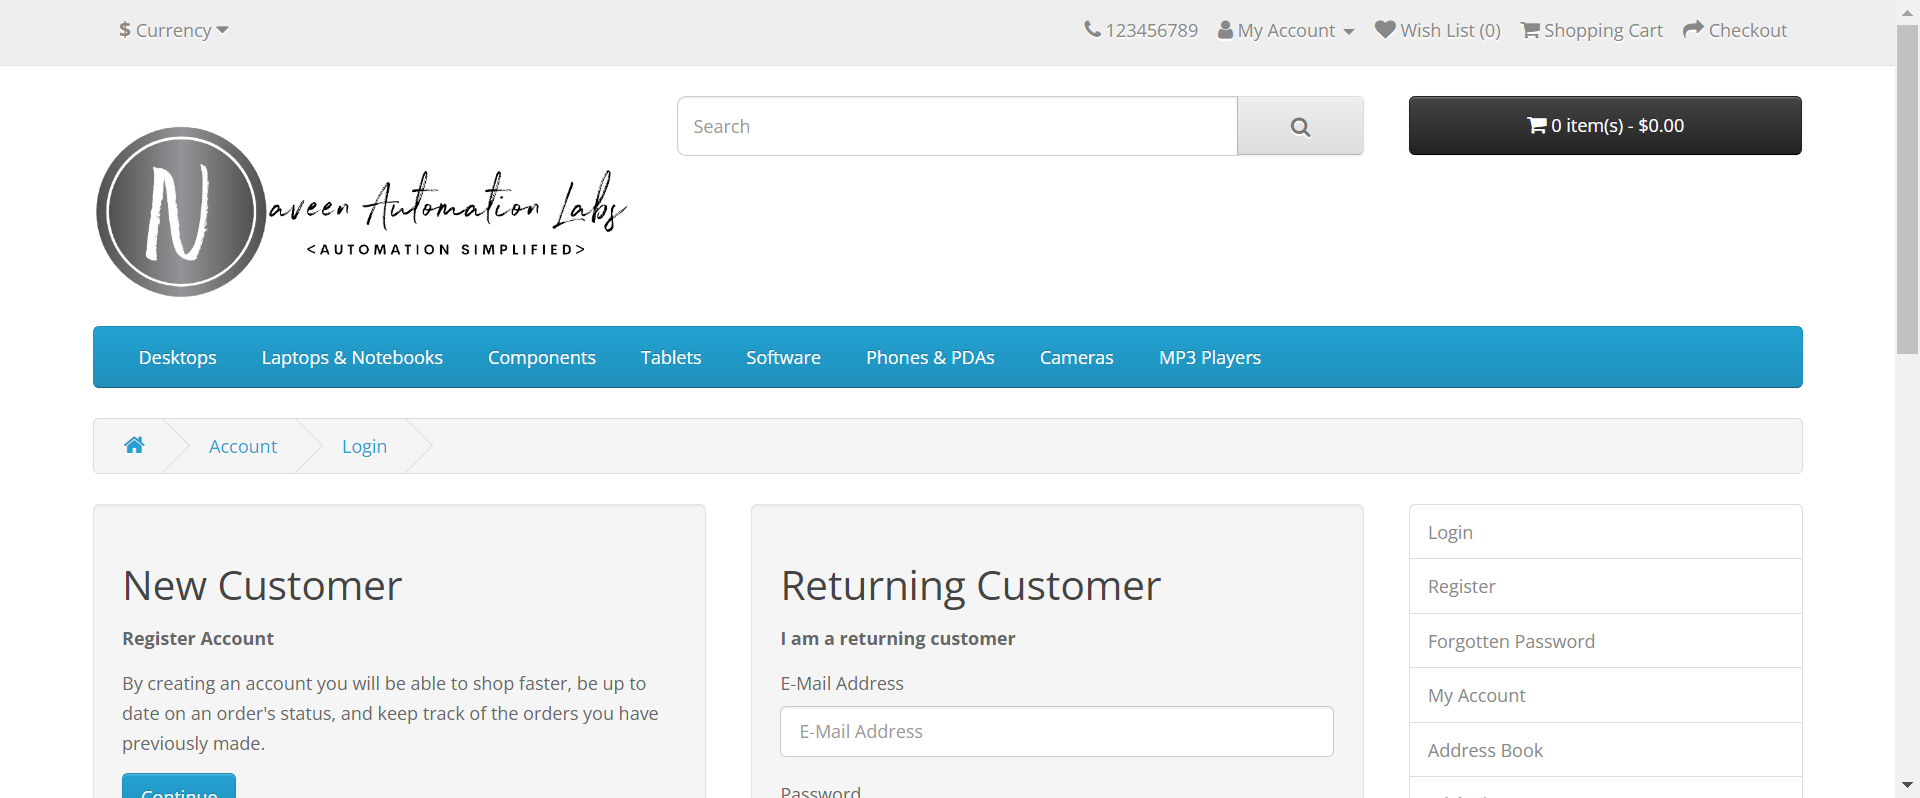 $ Currency
123456789 My Account Wish List (0) Shopping Cart Checkout
Search
0 item(s) - $0.00
Naveen Automation Labs
<AUTOMATION SIMPLIFIED>
Desktops Laptops & Notebooks Components Tablets Software Phones & PDAs Cameras MP3 Players
Account Login
New Customer
Register Account
By creating an account you will be able to shop faster, be up to
date on an order's status, and keep track of the orders you have
previously made.
Continue
Returning Customer
I am a returning customer
E-Mail Address
E-Mail Address
Password
Login
Register
Forgotten Password
My Account
Address Book